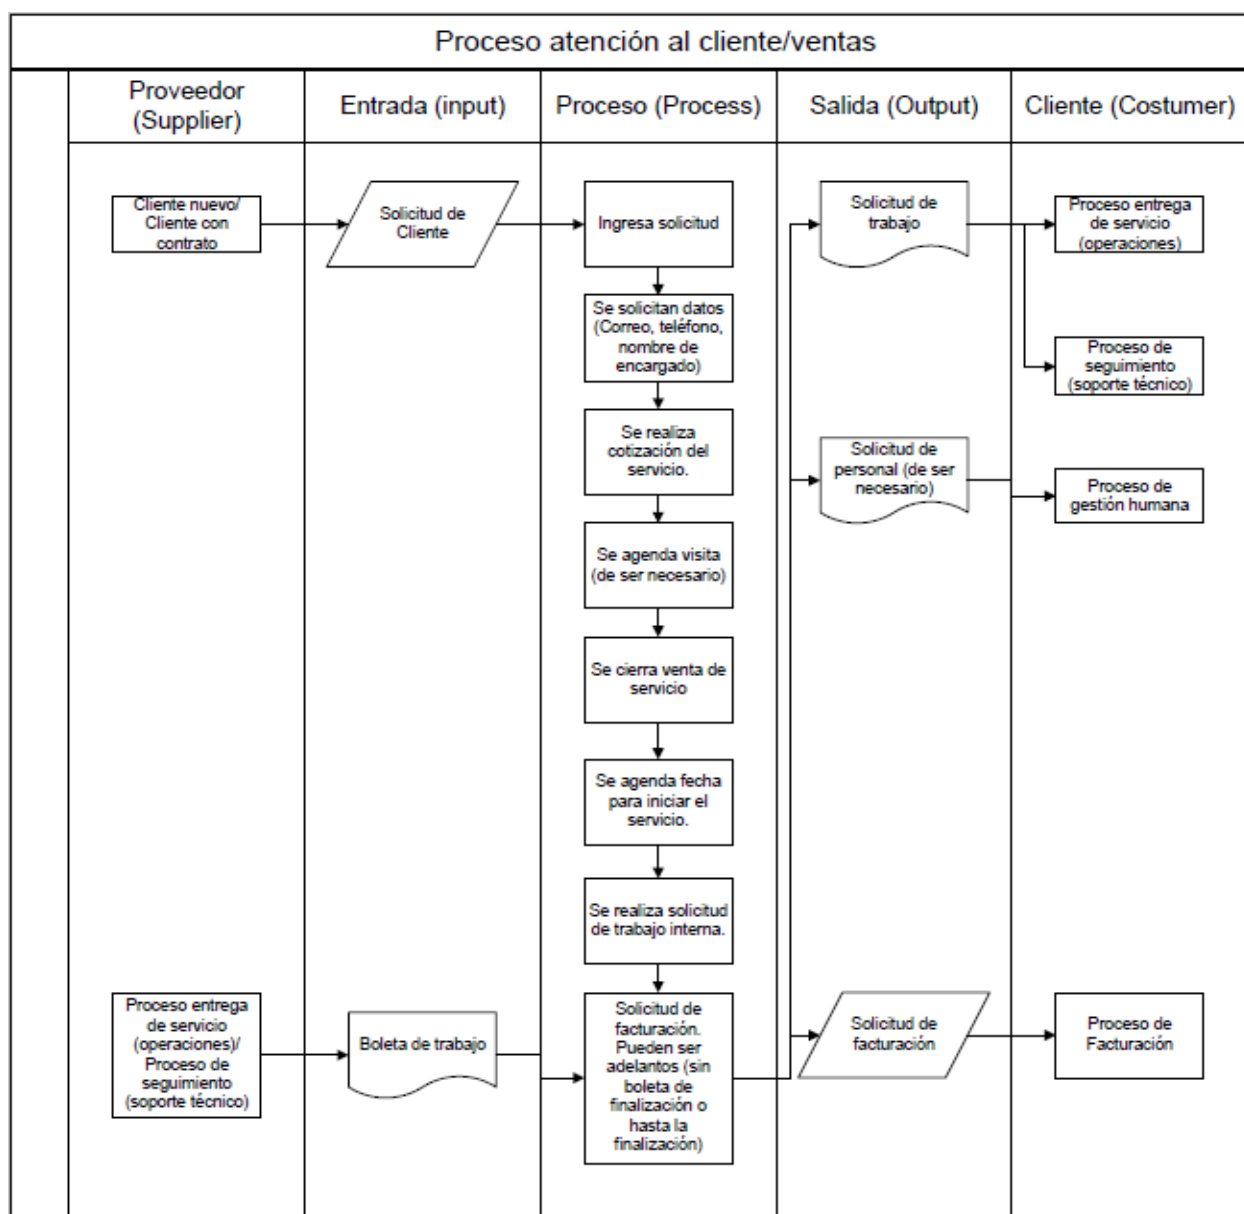 Proceso atención al cliente/ventas
Proveedor
(Supplier)
Entrada (input)
Proceso (Process)
Salida (Output)
Cliente (Costumer)
Cliente nuevo/
Cliente con
contrato
Solicitud de
Cliente
Ingresa solicitud
Solicitud de
trabajo
Proceso entrega
de servicio
(operaciones)
Se solicitan datos
(Correo, teléfono,
nombre de
encargado)
Proceso de
seguimiento
(soporte técnico)
Se realiza
cotización del
servicio.
Solicitud de
personal (de ser
necesario)
Proceso de
gestión humana
Se agenda visita
(de ser necesario)
Se cierra venta de
servicio
Se agenda fecha
para iniciar el
servicio.
Se realiza solicitud
de trabajo interna.
Proceso entrega
de servicio
(operaciones)/
Proceso de
seguimiento
(soporte técnico)
Boleta de trabajo
Solicitud de
facturación.
Pueden ser
adelantos (sin
boleta de
finalización o
hasta la
finalización)
Solicitud de
facturación
Proceso de
Facturación